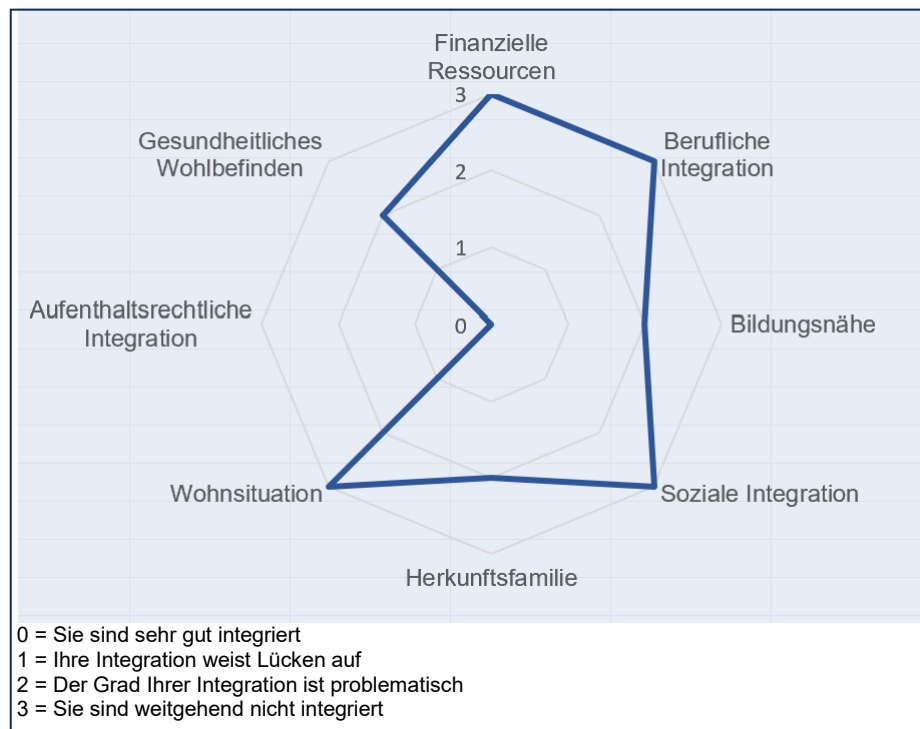 Finanzielle
Ressourcen
3
Gesundheitliches
Wohlbefinden
Berufliche
Integration
2
1
Aufenthaltsrechtliche
Integration
0
Bildungsnähe
Wohnsituation
Soziale Integration
Herkunftsfamilie
0 = Sie sind sehr gut integriert
1 = Ihre Integration weist Lücken auf
2 = Der Grad Ihrer Integration ist problematisch
3 = Sie sind weitgehend nicht integriert